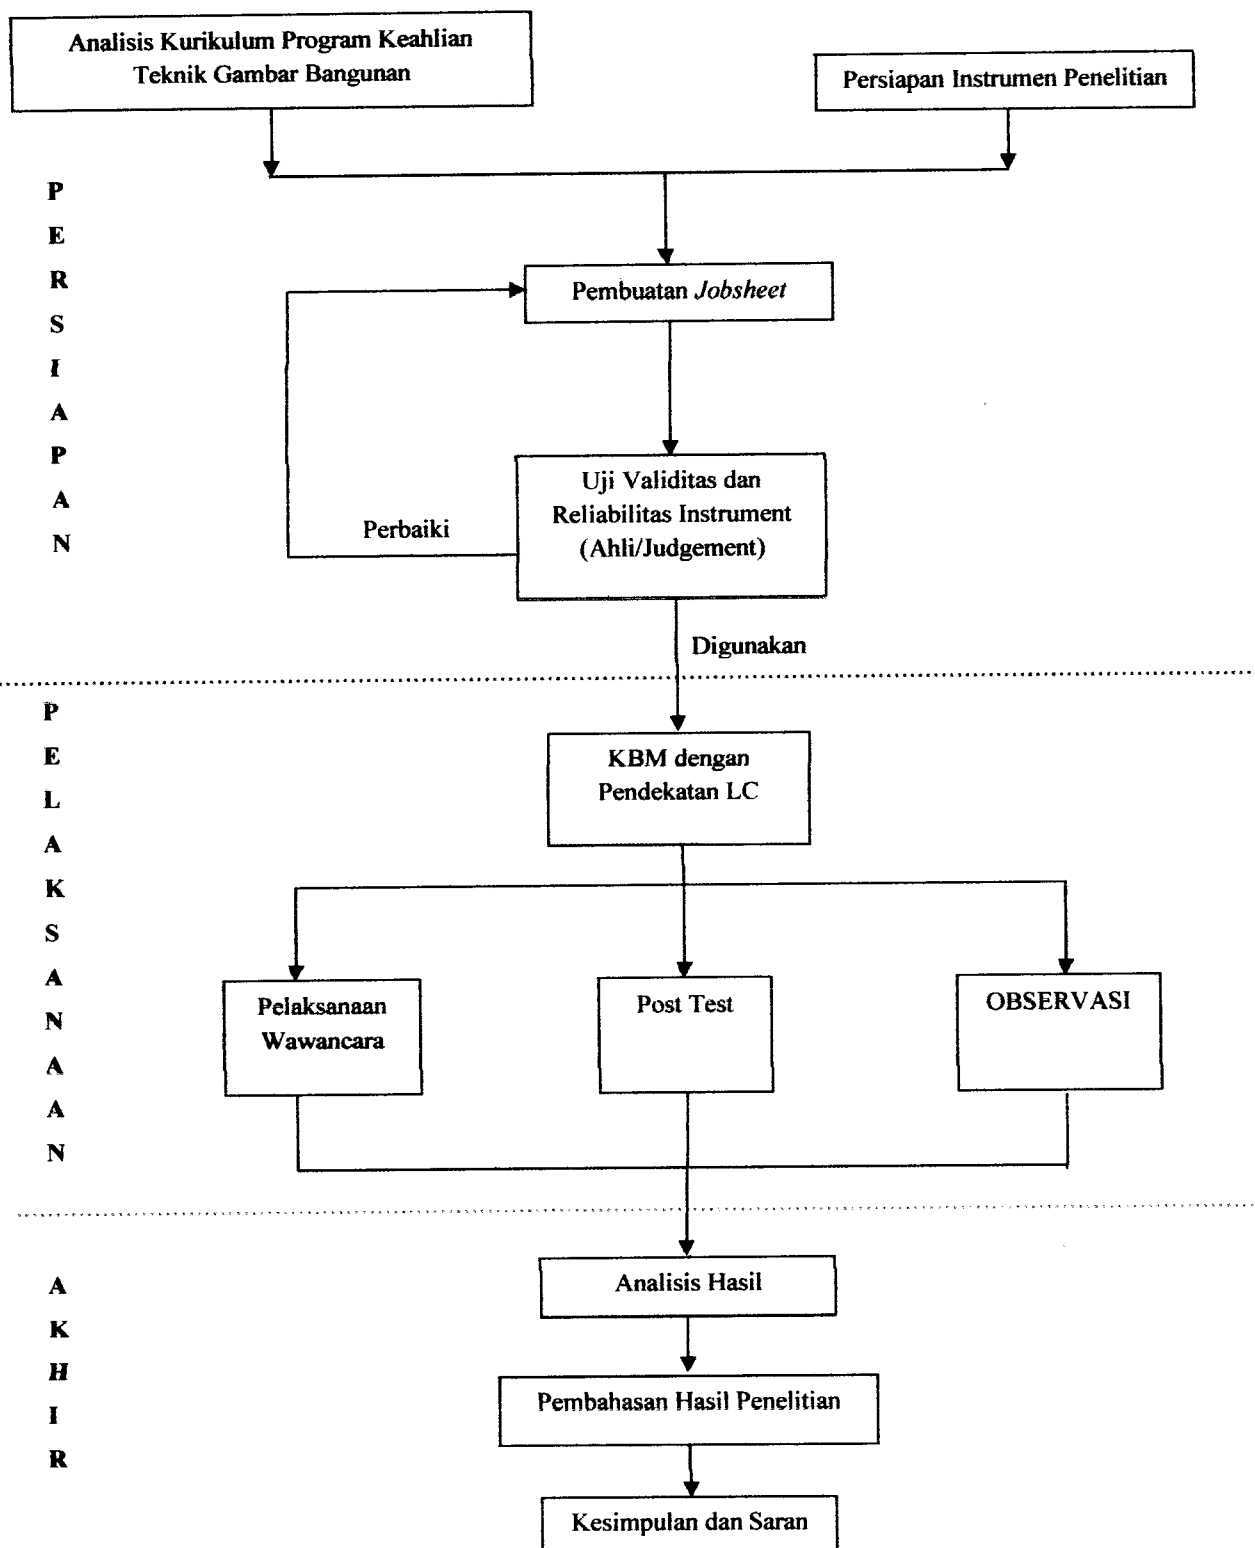 Analisis Kurikulum Program Keahlian
Teknik Gambar Bangunan
Persiapan Instrumen Penelitian
P
E
R
S
I
A
P
A
N
Pembuatan Jobsheet
Uji Validitas dan
Reliabilitas Instrument
(Ahli/Judgement)
Perbaiki
Digunakan
P
E
L
A
K
S
A
N
A
A
N
KBM dengan
Pendekatan LC
Pelaksanaan
Wawancara
Post Test
OBSERVASI
A
K
H
I
R
Analisis Hasil
Pembahasan Hasil Penelitian
Kesimpulan dan Saran